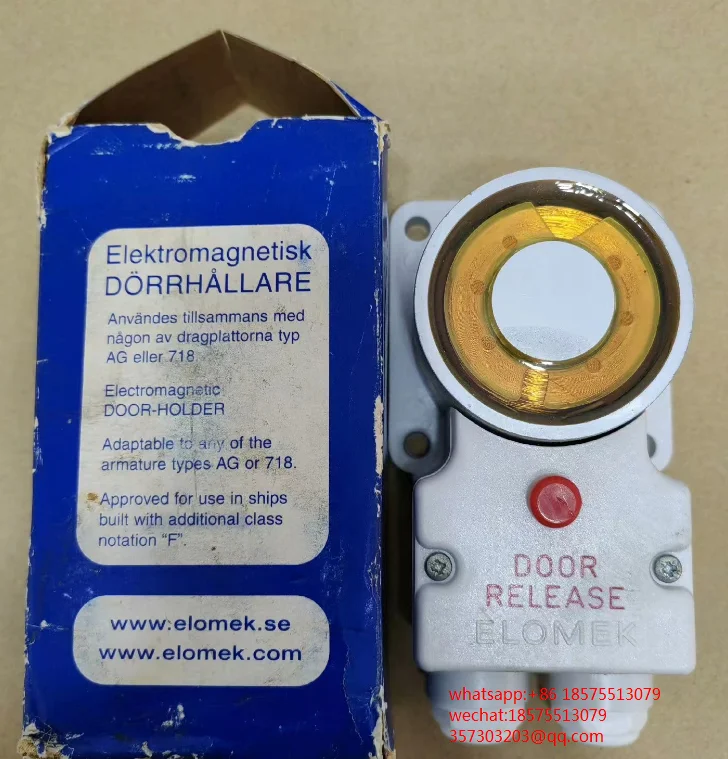 Elektromagnetisk
DÖRRHÅLLARE
Användes tillsammans med
någon av dragplattorna typ
AG eller 718
Electromagnetic
DOOR-HOLDER
Adaptable to any of the
armature types AG or 718.
Approved for use in ships
built with additional class
notation “F”.
www.elomek.se
www.elomek.com
DOOR
RELEASE
ELOMEK
whatsapp:+86 18575513079
wechat:18575513079
357303203@qq.com